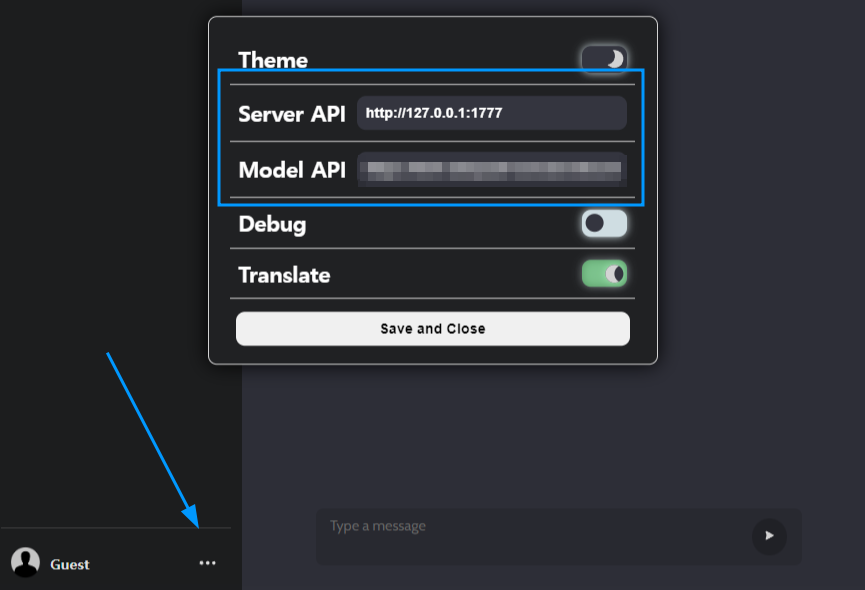 Theme
Server API http://127.0.0.1:1777
Model API
Debug
Translate
Save and Close
Type a message
Guest